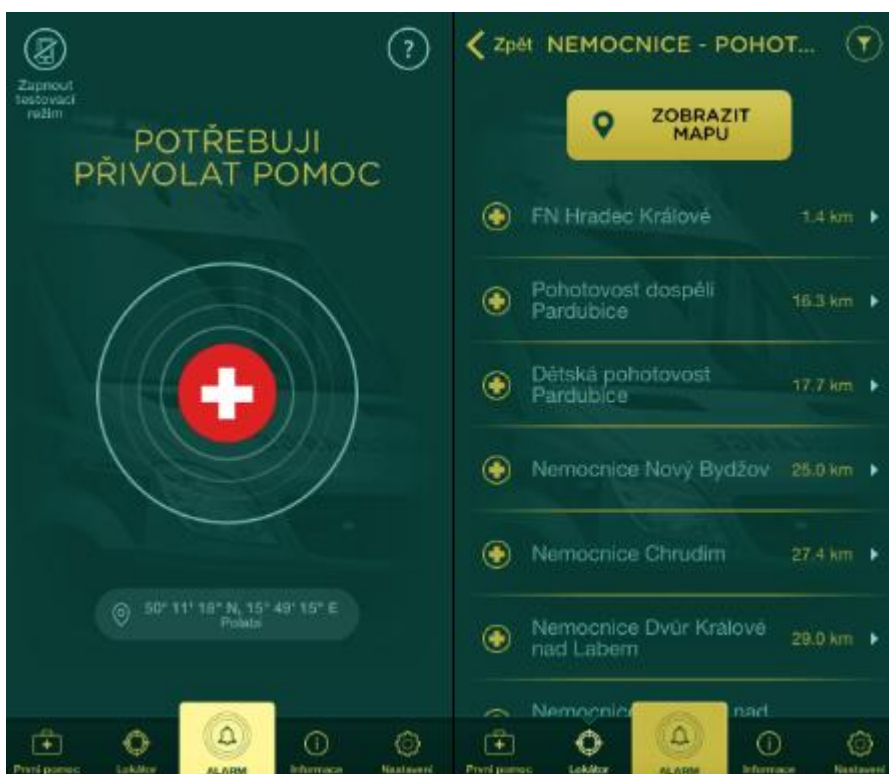 Zapnout
testovací
režim
?
POTŘEBUJI
PŘIVOLAT POMOC
50° 11' 18" N, 15° 49' 15" E
Polabí
První pomoc
Lokátor
ALARM
Informace
Nastavení
Zpět NEMOCNICE - POHOT...
ZOBRAZIT
MAPU
FN Hradec Králové 1.4 km
Pohotovost dospělí
Pardubice 16.3 km
Dětská pohotovost
Pardubice 17.7 km
Nemocnice Nový Bydžov 25.0 km
Nemocnice Chrudim 27.4 km
Nemocnice Dvůr Králové
nad Labem 29.0 km
nad
První pomoc
Lokátor
ALARM
Informace
Nastavení